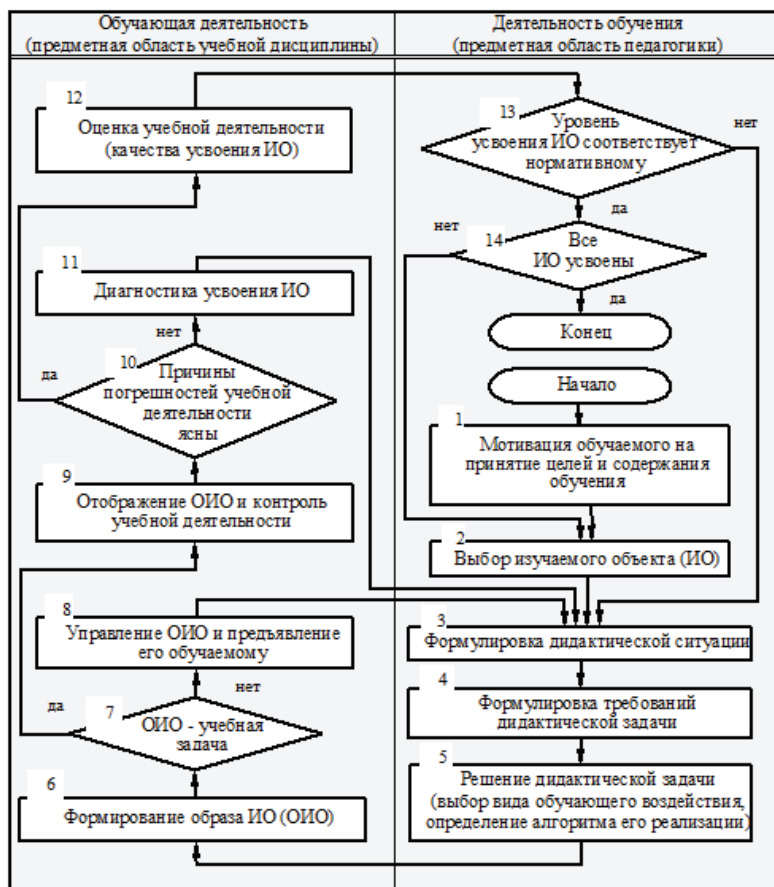 Обучающая деятельность
(предметная область учебной дисциплины)
Деятельность обучения
(предметная область педагогики)
12
Оценка учебной деятельности
(качества усвоения ИО)
13
Уровень
усвоения ИО соответствует
нормативному
нет
да
нет
14
Все
ИО усвоены
да
11
Диагностика усвоения ИО
нет
Конец
10
Причины
погрешностей учебной
деятельности
ясны
да
Начало
1
Мотивация обучаемого на
принятие целей и содержания
обучения
9
Отображение ОИО и контроль
учебной деятельности
2
Выбор изучаемого объекта (ИО)
8
Управление ОИО и предъявление
его обучаемому
3
Формулировка дидактической ситуации
нет
да
7
ОИО - учебная
задача
4
Формулировка требований
дидактической задачи
5
Решение дидактической задачи
(выбор вида обучающего воздействия,
определение алгоритма его реализации)
6
Формирование образа ИО (ОИО)